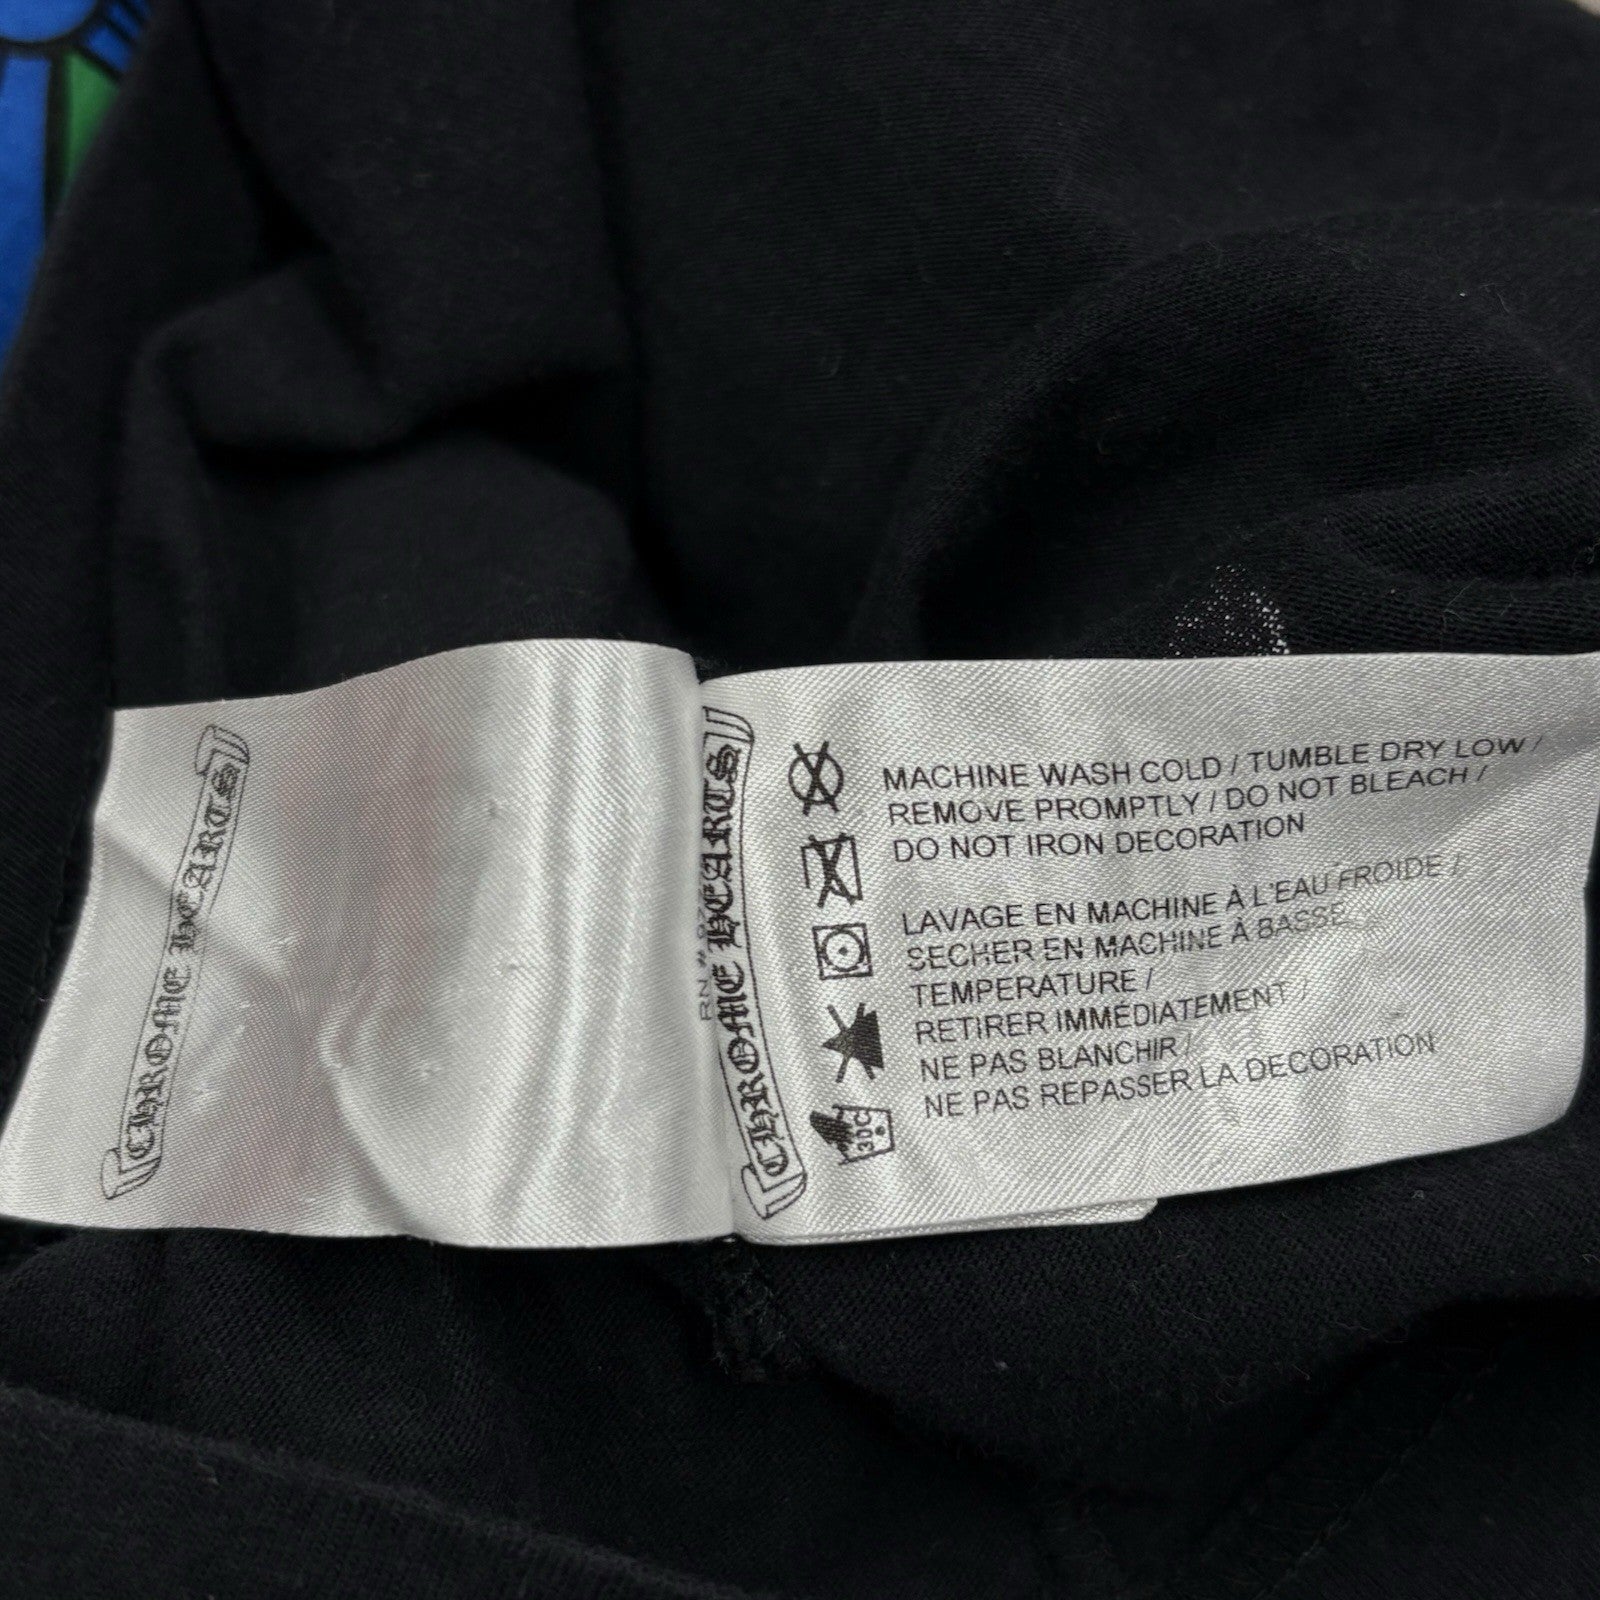 CHROME HEARTS
RN #
CHROME HEARTS
MACHINE WASH COLD / TUMBLE DRY LOW /
REMOVE PROMPTLY / DO NOT BLEACH /
DO NOT IRON DECORATION
LAVAGE EN MACHINE À L'EAU FROIDE /
SECHER EN MACHINE À BASSE
TEMPERATURE /
RETIRER IMMÉDIATEMENT /
NE PAS BLANCHIR /
NE PAS REPASSER LA DECORATION
30C